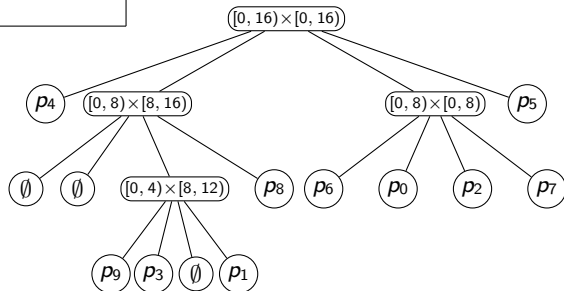 [0, 16)×[0, 16)
p4 [0, 8)×[8, 16) [0, 8)×[0, 8) p5
∅ ∅ [0, 4)×[8, 12) p8 p6 p0 p2 p7
p9 p3 ∅ p1